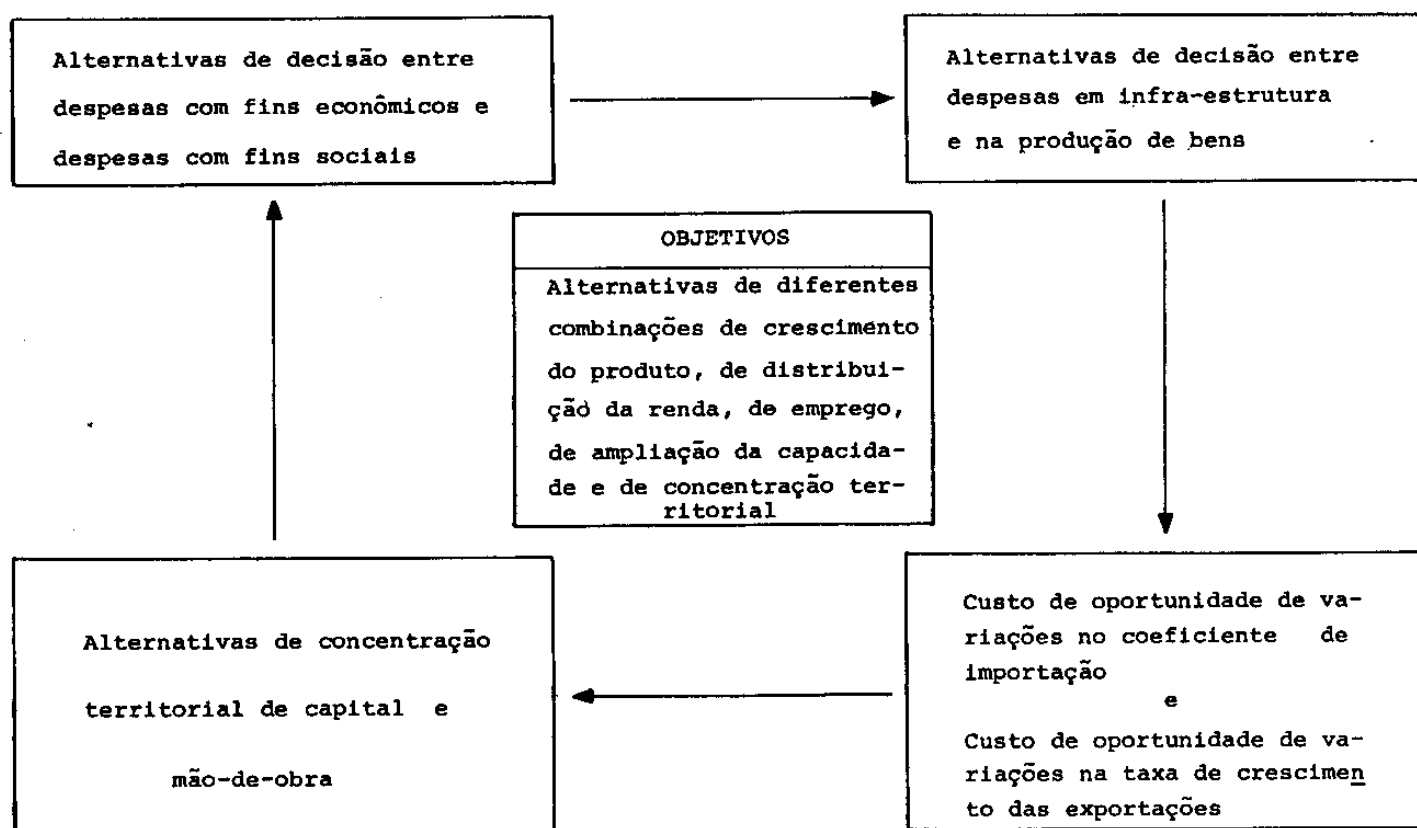 Alternativas de decisão entre
despesas com fins econômicos e
despesas com fins sociais
Alternativas de decisão entre
despesas em infra-estrutura
e na produção de bens
OBJETIVOS
Alternativas de diferentes
combinações de crescimento
do produto, de distribui-
ção da renda, de emprego,
de ampliação da capacida-
de e de concentração ter-
ritorial
Alternativas de concentração
territorial de capital e
mão-de-obra
Custo de oportunidade de va-
riações no coeficiente de
importação
e
Custo de oportunidade de va-
riações na taxa de crescimen
to das exportações